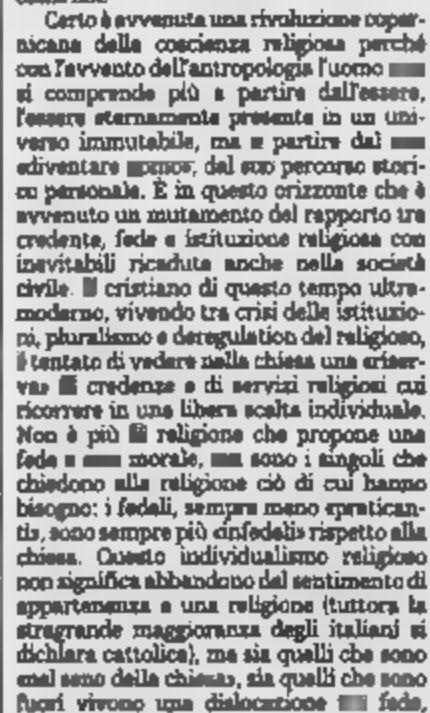 Certo è avvenuta una rivoluzione coper-
nicana della coscienza religiosa perché
con l'avvento dell'antropologia l'uomo
si comprende più a partire dall'essere,
l'essere eternamente presente in un uni-
verso immutabile, ma a partire dal
«diventare , dal suo percorso stori-
co personale. È in questo orizzonte che è
avvenuto un mutamento del rapporto tra
credente, fede e istituzione religiosa con
inevitabili ricadute anche nella società
civile. cristiano di questo tempo ultra-
moderno, vivendo tra crisi delle istituzio-
ni, pluralismo e deregulation del religioso,
è tentato di vedere nella chiesa una «riser-
va» credenze e di servizi religiosi cui
ricorrere in una libera scelta individuale.
Non è più religione che propone una
fede e morale, sono i singoli che
chiedono alla religione ciò di cui hanno
bisogno: i fedeli, sempre meno «pratican-
ti», sono sempre più «infedeli» rispetto alla
chiesa. Questo individualismo religioso
non significa abbandono del sentimento di
appartenenza a una religione (tuttora la
stragrande maggioranza degli italiani si
dichiara cattolica), ma sia quelli che sono
«nel seno della chiesa», sia quelli che sono
fuori vivono una dislocazione fede,